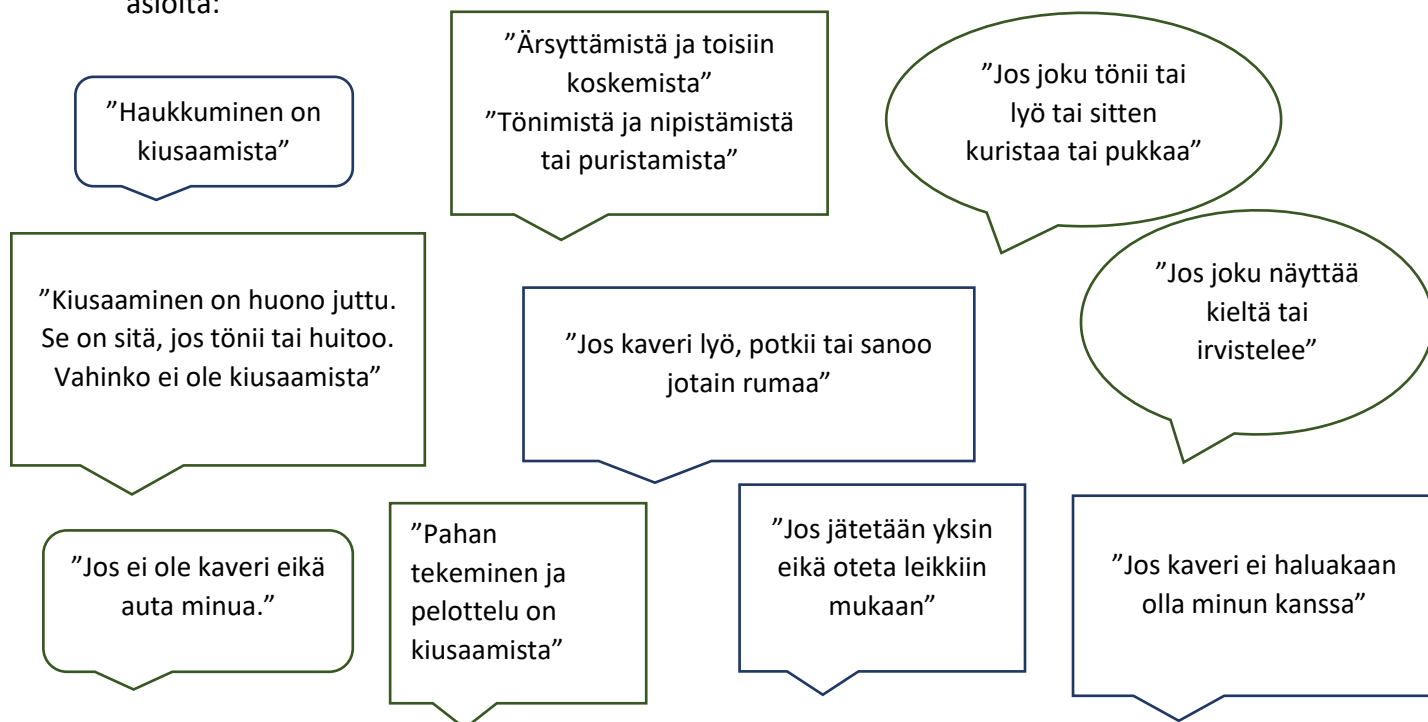 asioita:
”Haukkuminen on
kiusaamista”
”Ärsyttämistä ja toisiin
koskemista”
”Tönimistä ja nipistämistä
tai puristamista”
”Jos joku tönii tai
lyö tai sitten
kuristaa tai pukkaa”
”Kiusaaminen on huono juttu.
Se on sitä, jos tönii tai huitoo.
Vahinko ei ole kiusaamista”
”Jos kaveri lyö, potkii tai sanoo
jotain rumaa”
”Jos joku näyttää
kieltä tai
irvistelee”
”Jos ei ole kaveri eikä
auta minua.”
”Pahan
tekeminen ja
pelottelu on
kiusaamista”
”Jos jätetään yksin
eikä oteta leikkiin
mukaan”
”Jos kaveri ei haluakaan
olla minun kanssa”